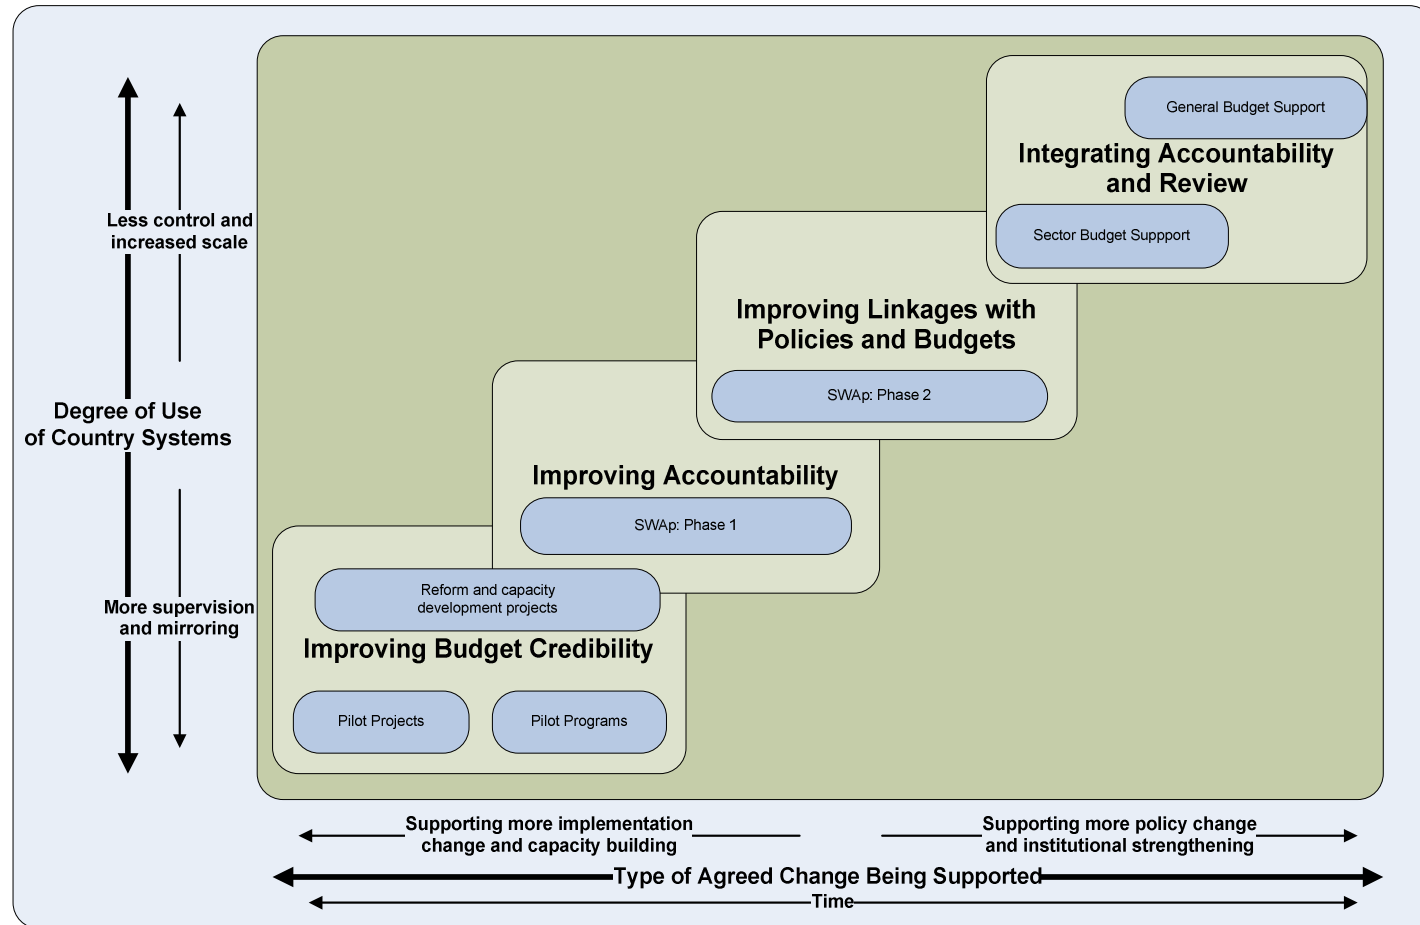 General Budget Support
Integrating Accountability
and Review
Sector Budget Suppport
Less control and
increased scale
Improving Linkages with
Policies and Budgets
SWAp: Phase 2
Degree of Use
of Country Systems
Improving Accountability
SWAp: Phase 1
Reform and capacity
development projects
More supervision
and mirroring
Improving Budget Credibility
Pilot Projects
Pilot Programs
Supporting more implementation
change and capacity building
Supporting more policy change
and institutional strengthening
Type of Agreed Change Being Supported
Time